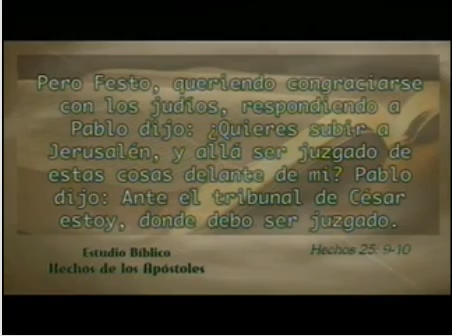 Pero Festo, queriendo congraciarse
con los judíos, respondiendo a
Pablo dijo: ¿Quieres subir a
Jerusalén, y allá ser juzgado de
estas cosas delante de mí? Pablo
dijo: Ante el tribunal de César
estoy, donde debo ser juzgado.
Hechos 25: 9-10
Estudio Bíblico
Hechos de los Apóstoles